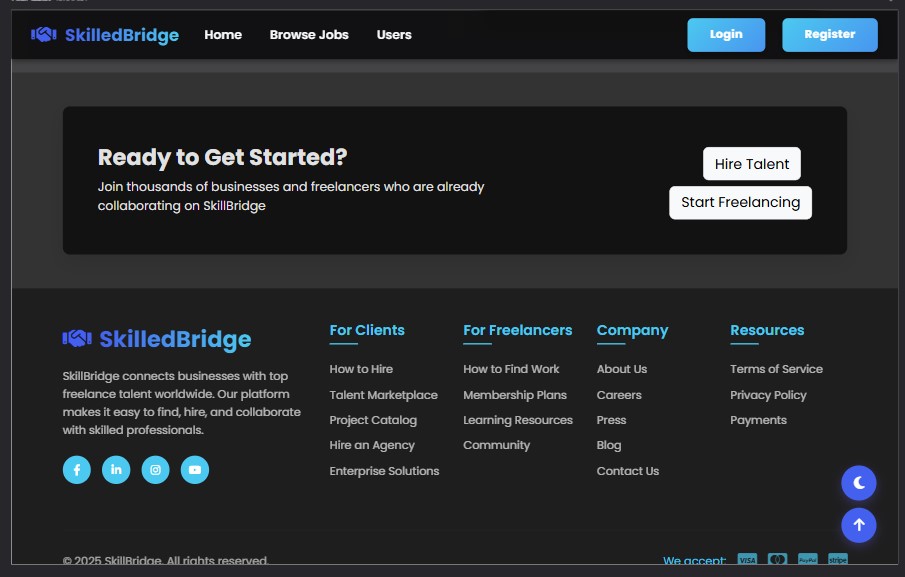 SkilledBridge Home Browse Jobs Users Login Register
Ready to Get Started?
Join thousands of businesses and freelancers who are already
collaborating on SkillBridge
Hire Talent
Start Freelancing
SkilledBridge
SkillBridge connects businesses with top
freelance talent worldwide. Our platform
makes it easy to find, hire, and collaborate
with skilled professionals.
For Clients
How to Hire
Talent Marketplace
Project Catalog
Hire an Agency
Enterprise Solutions
For Freelancers
How to Find Work
Membership Plans
Learning Resources
Community
Company
About Us
Careers
Press
Blog
Contact Us
Resources
Terms of Service
Privacy Policy
Payments
© 2025 SkillBridge. All rights reserved.
We accept: VISA PayPal stripe